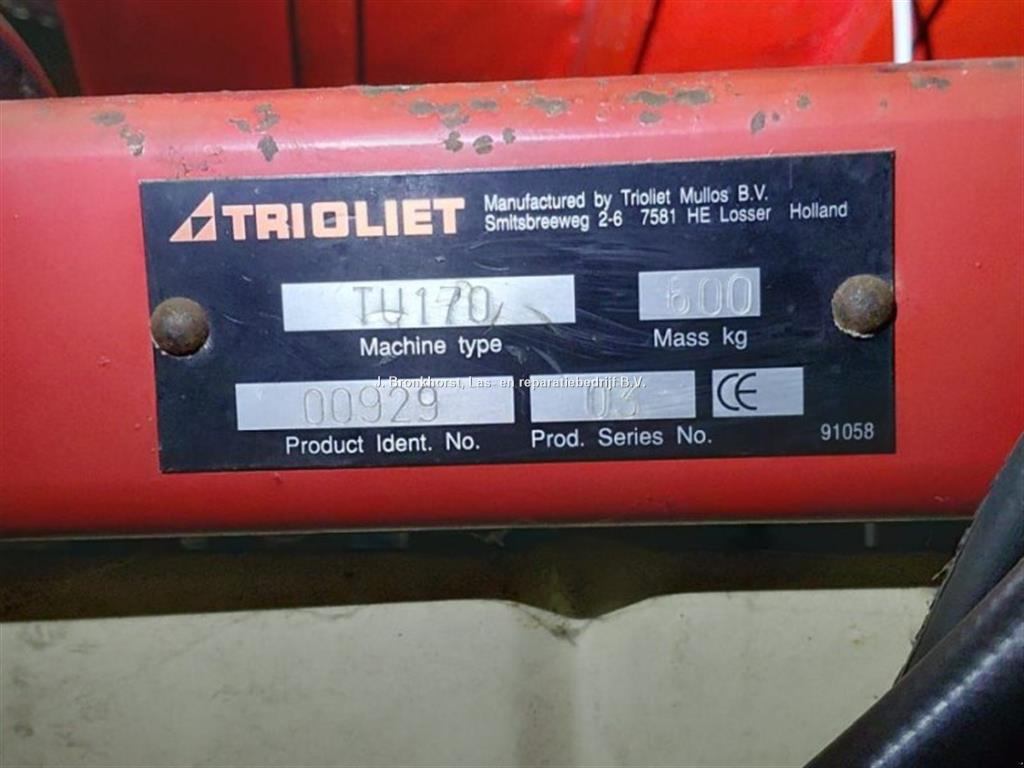 TRIOLIET
Manufactured by Trioliet Mullos B.V.
Smitsbreeweg 2-6 7581 HE Losser Holland
TU170
600
Machine type
Mass kg
J. Bronkhorst, Las- en reparatiebedrijf B.V.
00929
03
CE
Product Ident. No.
Prod. Series No.
91058